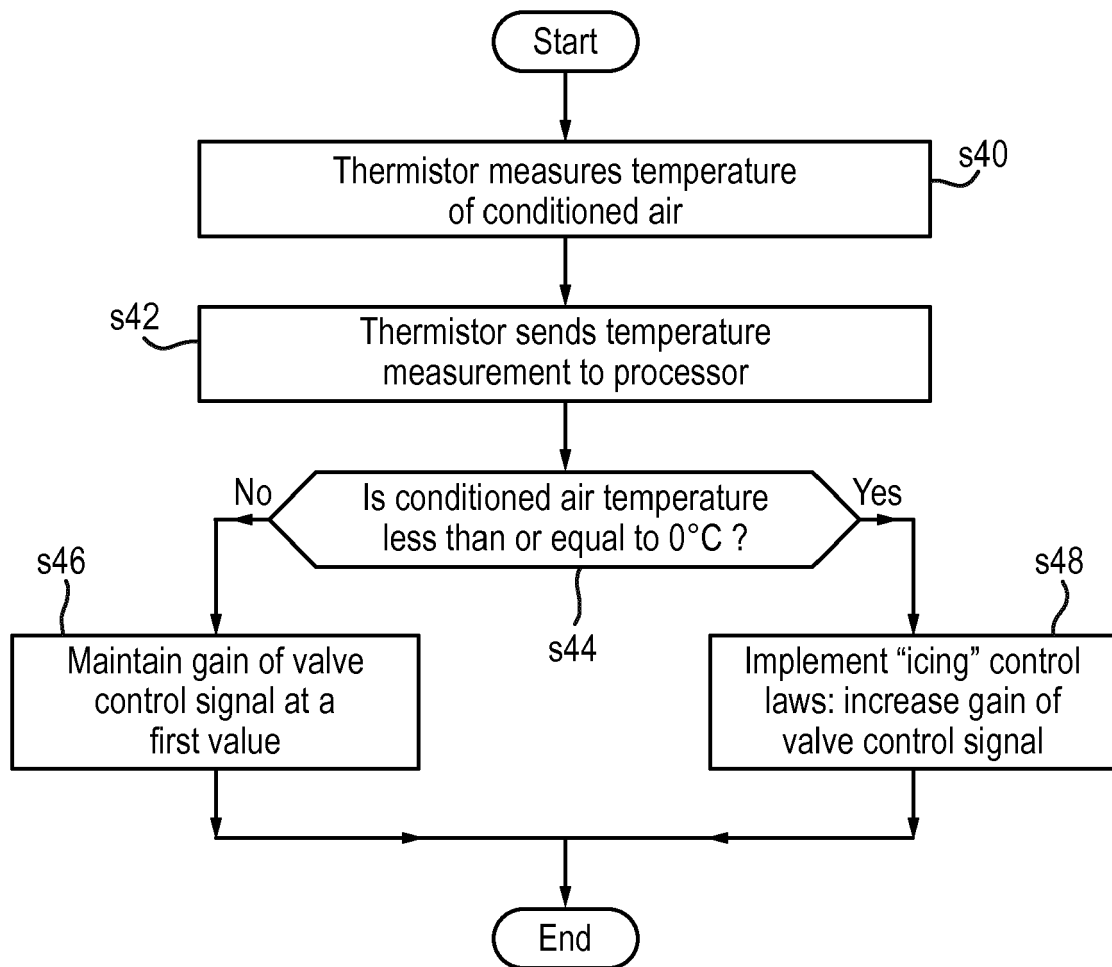 Start
Thermistor measures temperature
of conditioned air
s40
s42
Thermistor sends temperature
measurement to processor
No
Is conditioned air temperature
less than or equal to 0°C ?
Yes
s44
s46
Maintain gain of valve
control signal at a
first value
s48
Implement “icing” control
laws: increase gain of
valve control signal
End